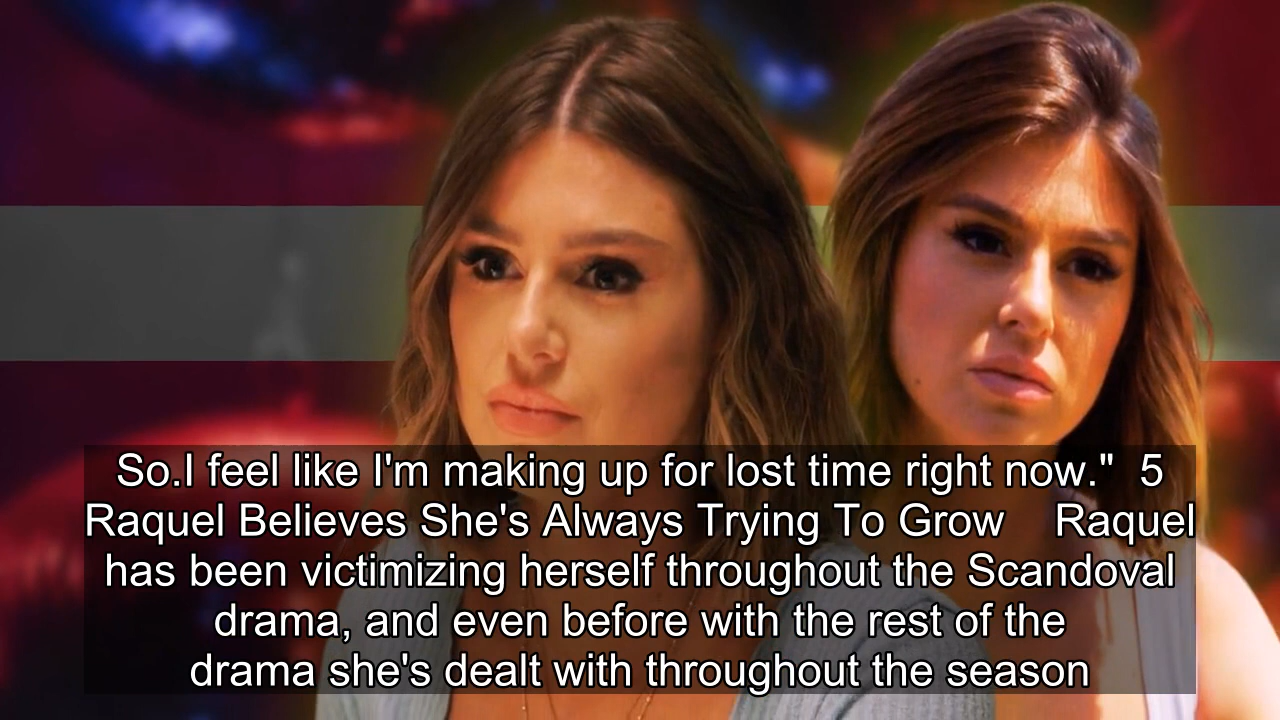 So.I feel like I'm making up for lost time right now."  5
Raquel Believes She's Always Trying To Grow    Raquel
has been victimizing herself throughout the Scandoval
drama, and even before with the rest of the
drama she's dealt with throughout the season